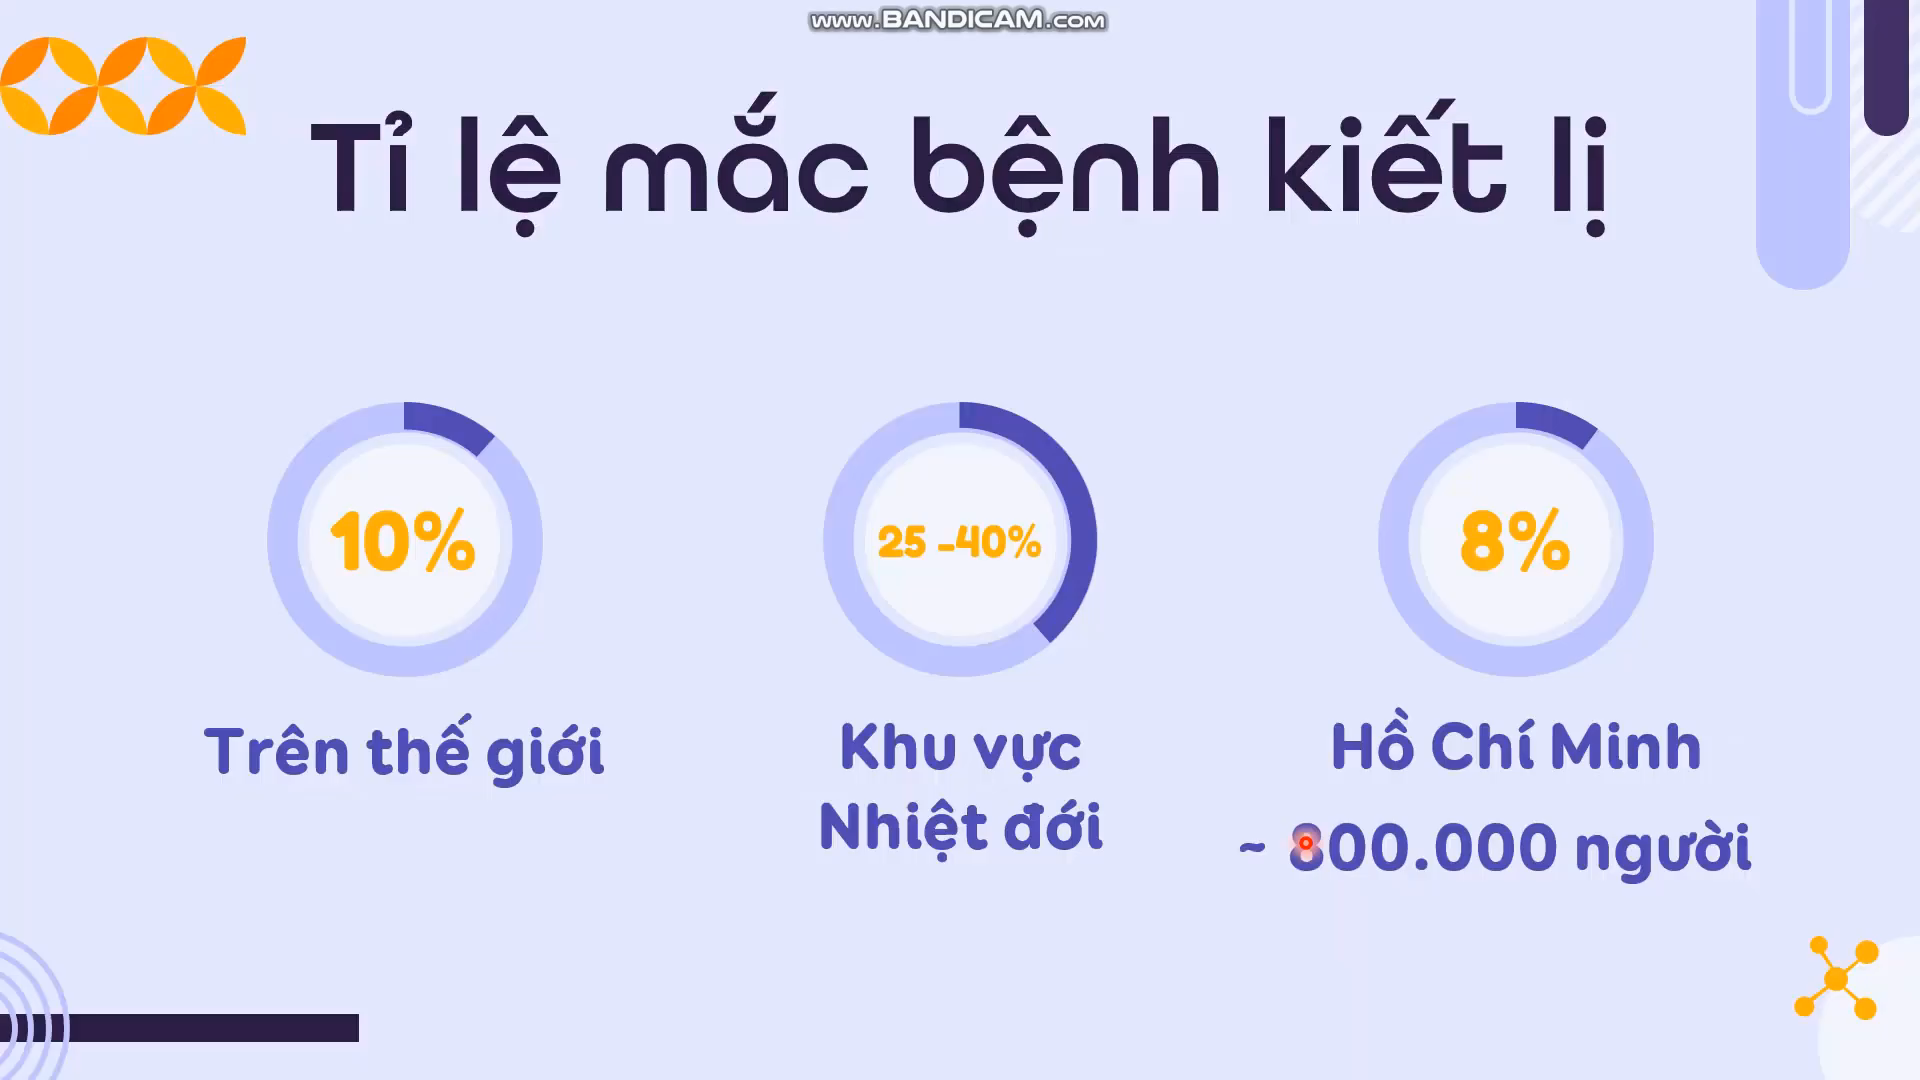 www.BANDICAM.com
Tỉ lệ mắc bệnh kiết lị
10%
25 -40%
8%
Trên thế giới
Khu vực
Nhiệt đới
Hồ Chí Minh
~ 800.000 người